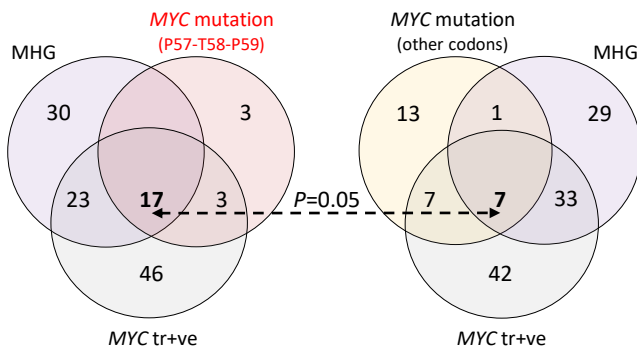 MYC mutation
(P57-T58-P59)
MHG
30
3
23
17
3
46
MYC tr+ve
P=0.05
MYC mutation
(other codons)
MHG
13
1
29
7
7
33
42
MYC tr+ve